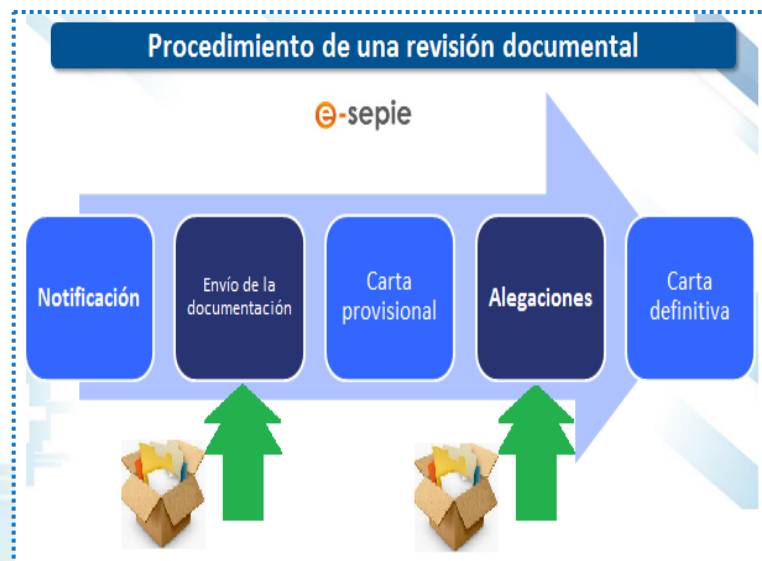 Procedimiento de una revisión documental
e-sepie
Notificación
Envío de la
documentación
Carta
provisional
Alegaciones
Carta
definitiva